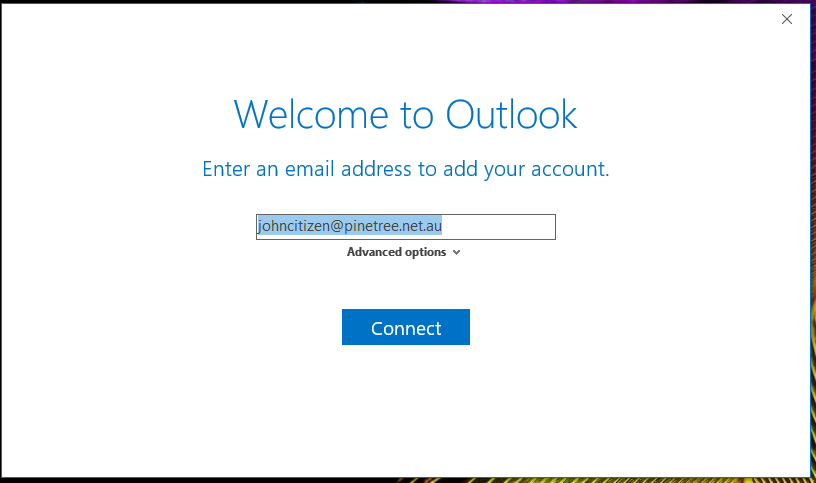 Welcome to Outlook
Enter an email address to add your account.
johncitizen@pinetree.net.au
Advanced options
Connect